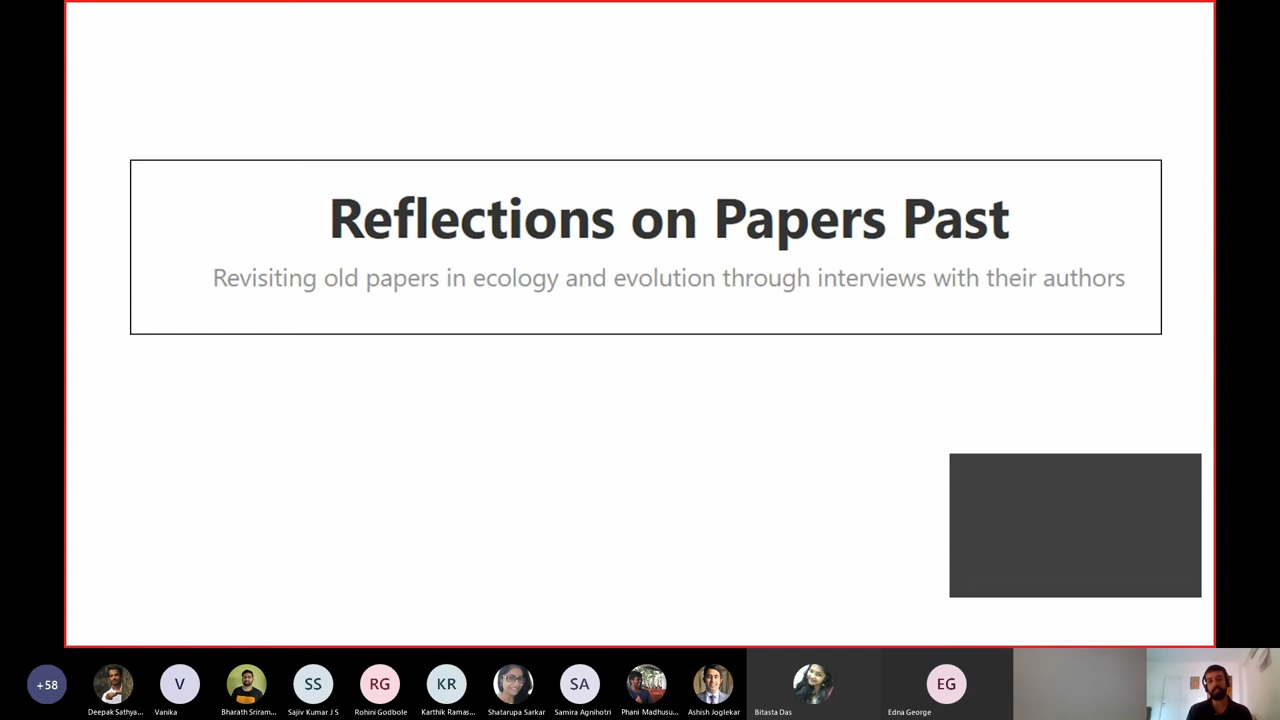 Reflections on Papers Past
Revisiting old papers in ecology and evolution through interviews with their authors
+58
V
SS
RG
KR
SA
EG
Deepak Sathya...
Vanika
Bharath Sriram...
Sajiv Kumar J S
Rohini Godbole
Karthik Ramas...
Shatarupa Sarkar
Samira Agnihotri
Phani Madhusu...
Ashish Joglekar
Bitasta Das
Edna George